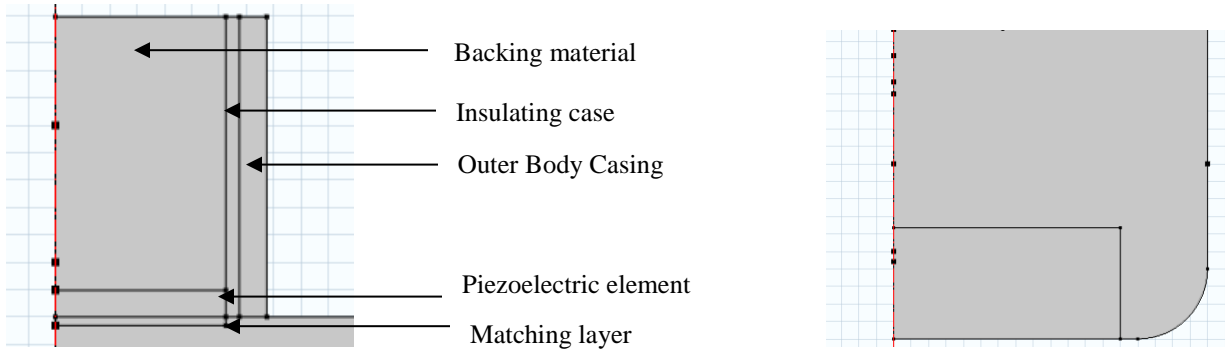 Backing material
Insulating case
Outer Body Casing
Piezoelectric element
Matching layer